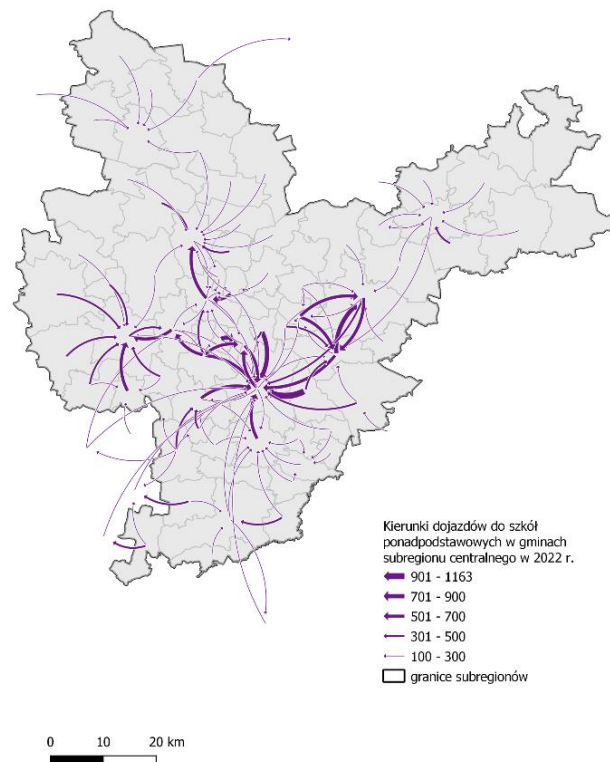 Kierunki dojazdów do szkół
ponadpodstawowych w gminach
subregionu centralnego w 2022 r.
901 - 1163
701 - 900
501 - 700
301 - 500
100 - 300
granice subregionów
0 10 20 km